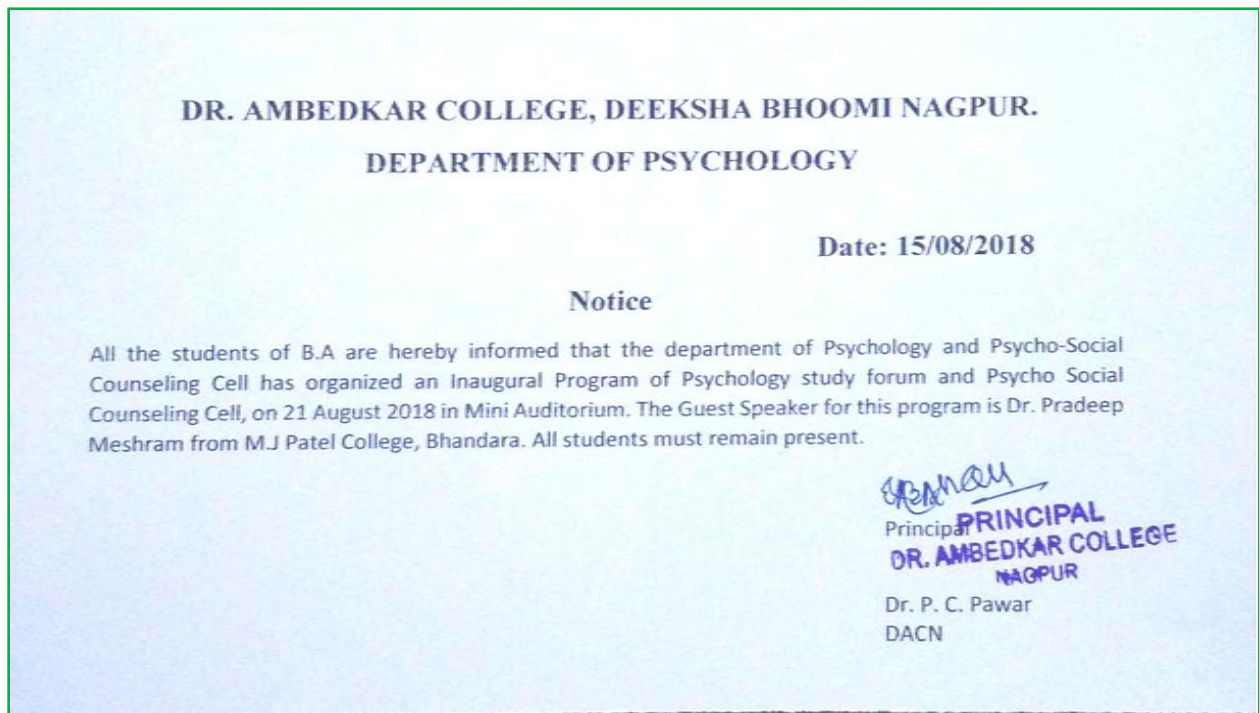 DR. AMBEDKAR COLLEGE, DEEKSHA BHOOMI NAGPUR.
DEPARTMENT OF PSYCHOLOGY
Date: 15/08/2018
Notice
All the students of B.A are hereby informed that the department of Psychology and Psycho-Social
Counseling Cell has organized an Inaugural Program of Psychology study forum and Psycho Social
Counseling Cell, on 21 August 2018 in Mini Auditorium. The Guest Speaker for this program is Dr. Pradeep
Meshram from M.J Patel College, Bhandara. All students must remain present.
Principal
PRINCIPAL
DR. AMBEDKAR COLLEGE
NAGPUR
Dr. P. C. Pawar
DACN